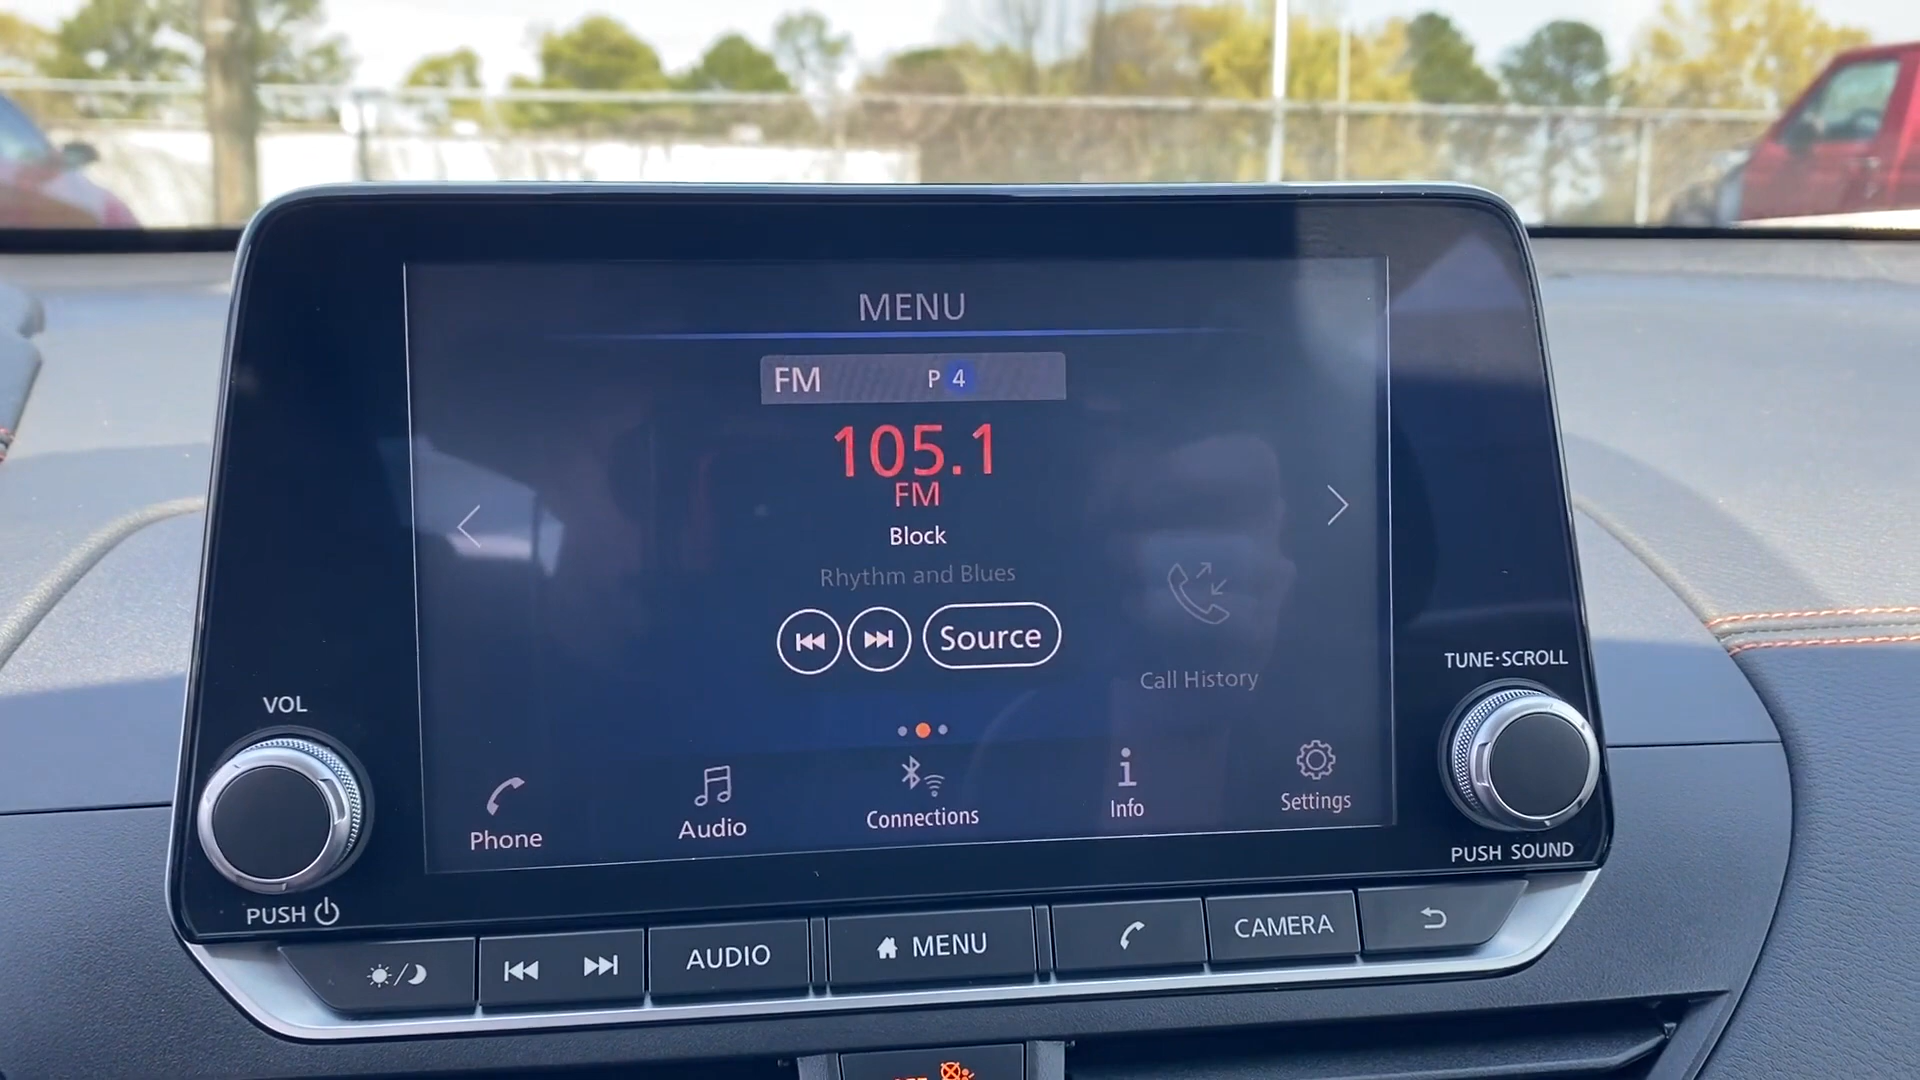 MENU
FM P 4
105.1
FM
Block
Rhythm and Blues
Source
Call History
Phone
Audio
Connections
Info
Settings
VOL
PUSH
TUNE·SCROLL
PUSH SOUND
AUDIO
MENU
CAMERA